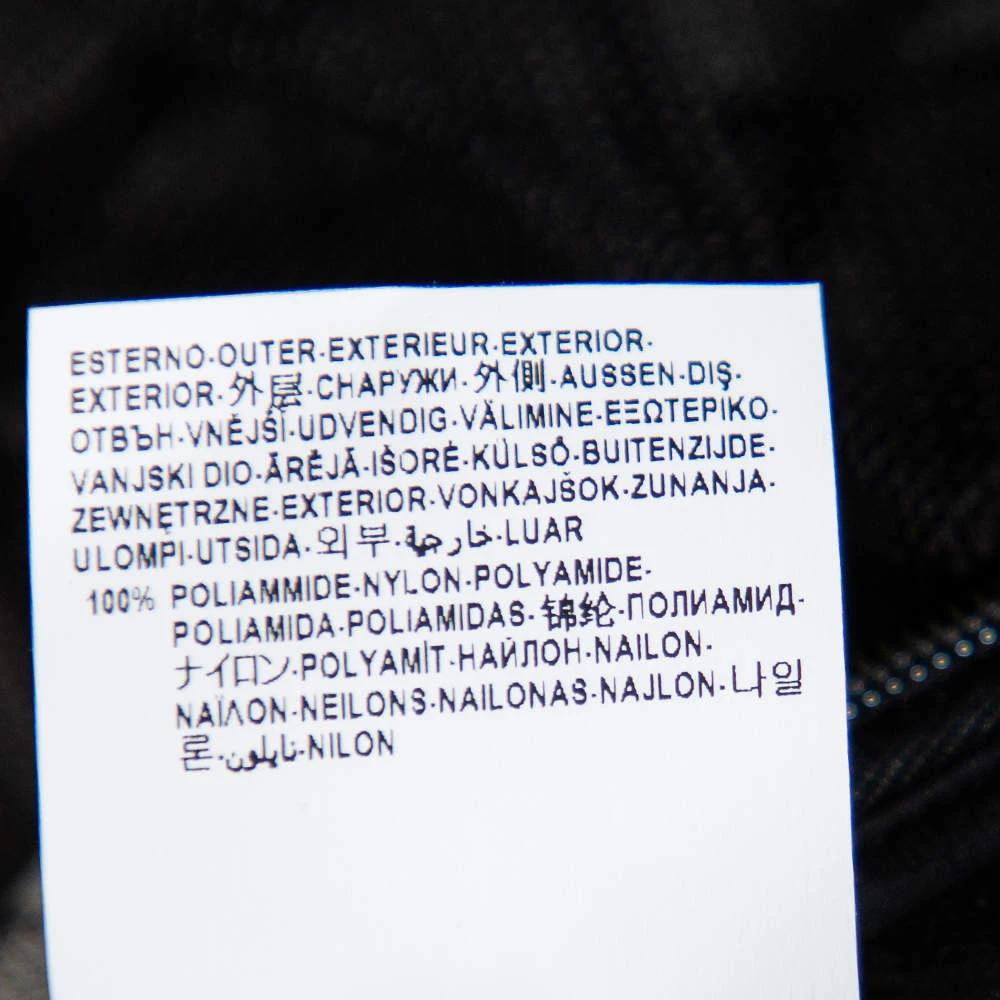 ESTERNO·OUTER·EXTERIEUR·EXTERIOR·
EXTERIOR·外层·СНАРУЖИ·外側·AUSSEN·DIŞ·
ОТВЪН·VNĚJŠÍ·UDVENDIG·VÄLIMINE·ΕΞΩΤΕΡΙΚΟ·
VANJSKI DIO·ĀRĒJĀ·IŠORĖ·KÜLSŐ·BUITENZIJDE·
ZEWNĘTRZNE·EXTERIOR·VONKAJŠOK·ZUNANJA·
ULOMPI·UTSIDA·외부·خارجية·LUAR
100% POLIAMMIDE·NYLON·POLYAMIDE·
POLIAMIDA·POLIAMIDAS·锦纶·ПОЛИАМИД·
ナイロン·POLYAMİT·НАЙЛОН·NAILON·
ΝΑΪΛΟΝ·NEILONS·NAILONAS·NAJLON·나일
론·نايلون·NILON